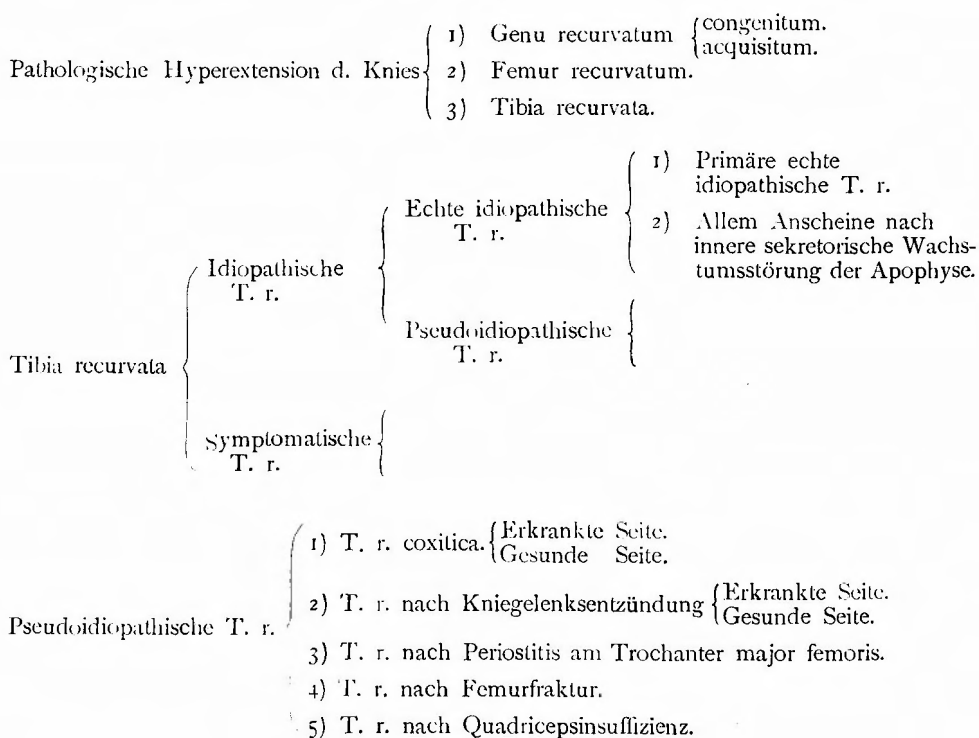 Pathologische Hyperextension d. Knies { 1) Genu recurvatum { congenitum.
acquisitum.
2) Femur recurvatum.
3) Tibia recurvata.
Tibia recurvata {
Idiopathische
T. r. {
Echte idiopathische
T. r. {
1) Primäre echte
idiopathische T. r.
2) Allem Anscheine nach
innere sekretorische Wachs-
tumsstörung der Apophyse.
Pseudoidiopathische
T. r. {
Symptomatische
T. r. {
Pseudoidiopathische T. r. {
1) T. r. coxitica. { Erkrankte Seite.
Gesunde Seite.
2) T. r. nach Kniegelenksentzündung { Erkrankte Seite.
Gesunde Seite.
3) T. r. nach Periostitis am Trochanter major femoris.
4) T. r. nach Femurfraktur.
5) T. r. nach Quadricepsinsuffizienz.